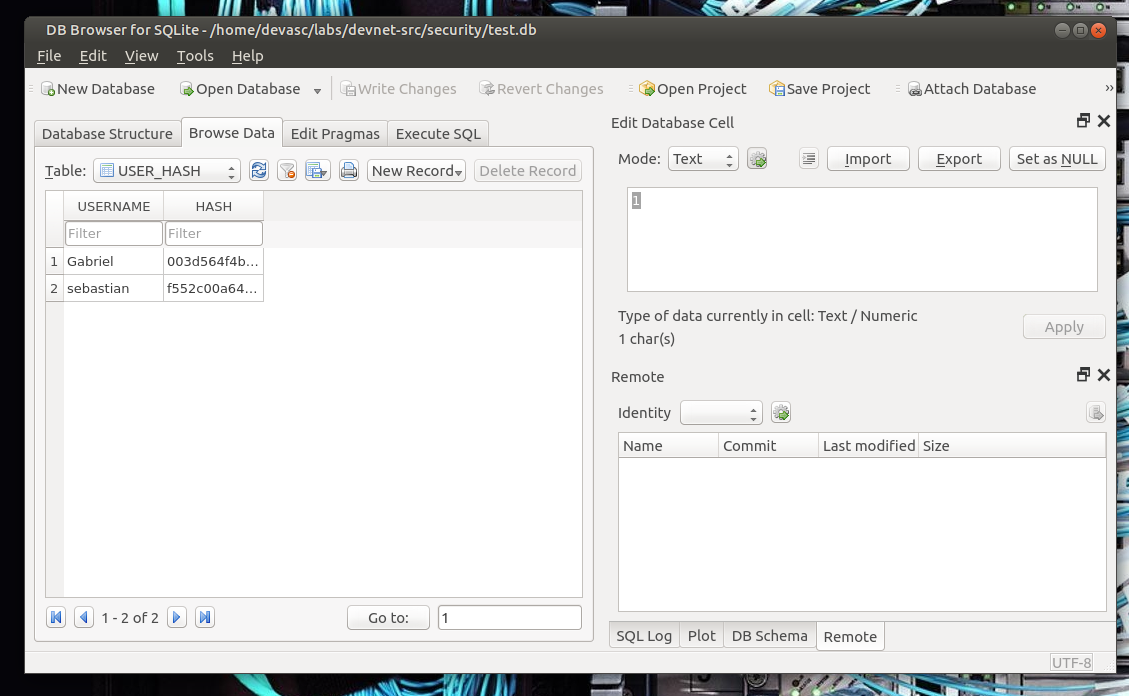 DB Browser for SQLite - /home/devasc/labs/devnet-src/security/test.db
File Edit View Tools Help
New Database Open Database Write Changes Revert Changes Open Project Save Project Attach Database »
Database Structure Browse Data Edit Pragmas Execute SQL
Table: USER_HASH New Record Delete Record
USERNAME HASH
Filter Filter
1 Gabriel 003d564f4b...
2 sebastian f552c00a64...
1 - 2 of 2 Go to: 1
Edit Database Cell
Mode: Text Import Export Set as NULL
1
Type of data currently in cell: Text / Numeric
1 char(s)
Apply
Remote
Identity
Name Commit Last modified Size
SQL Log Plot DB Schema Remote
UTF-8